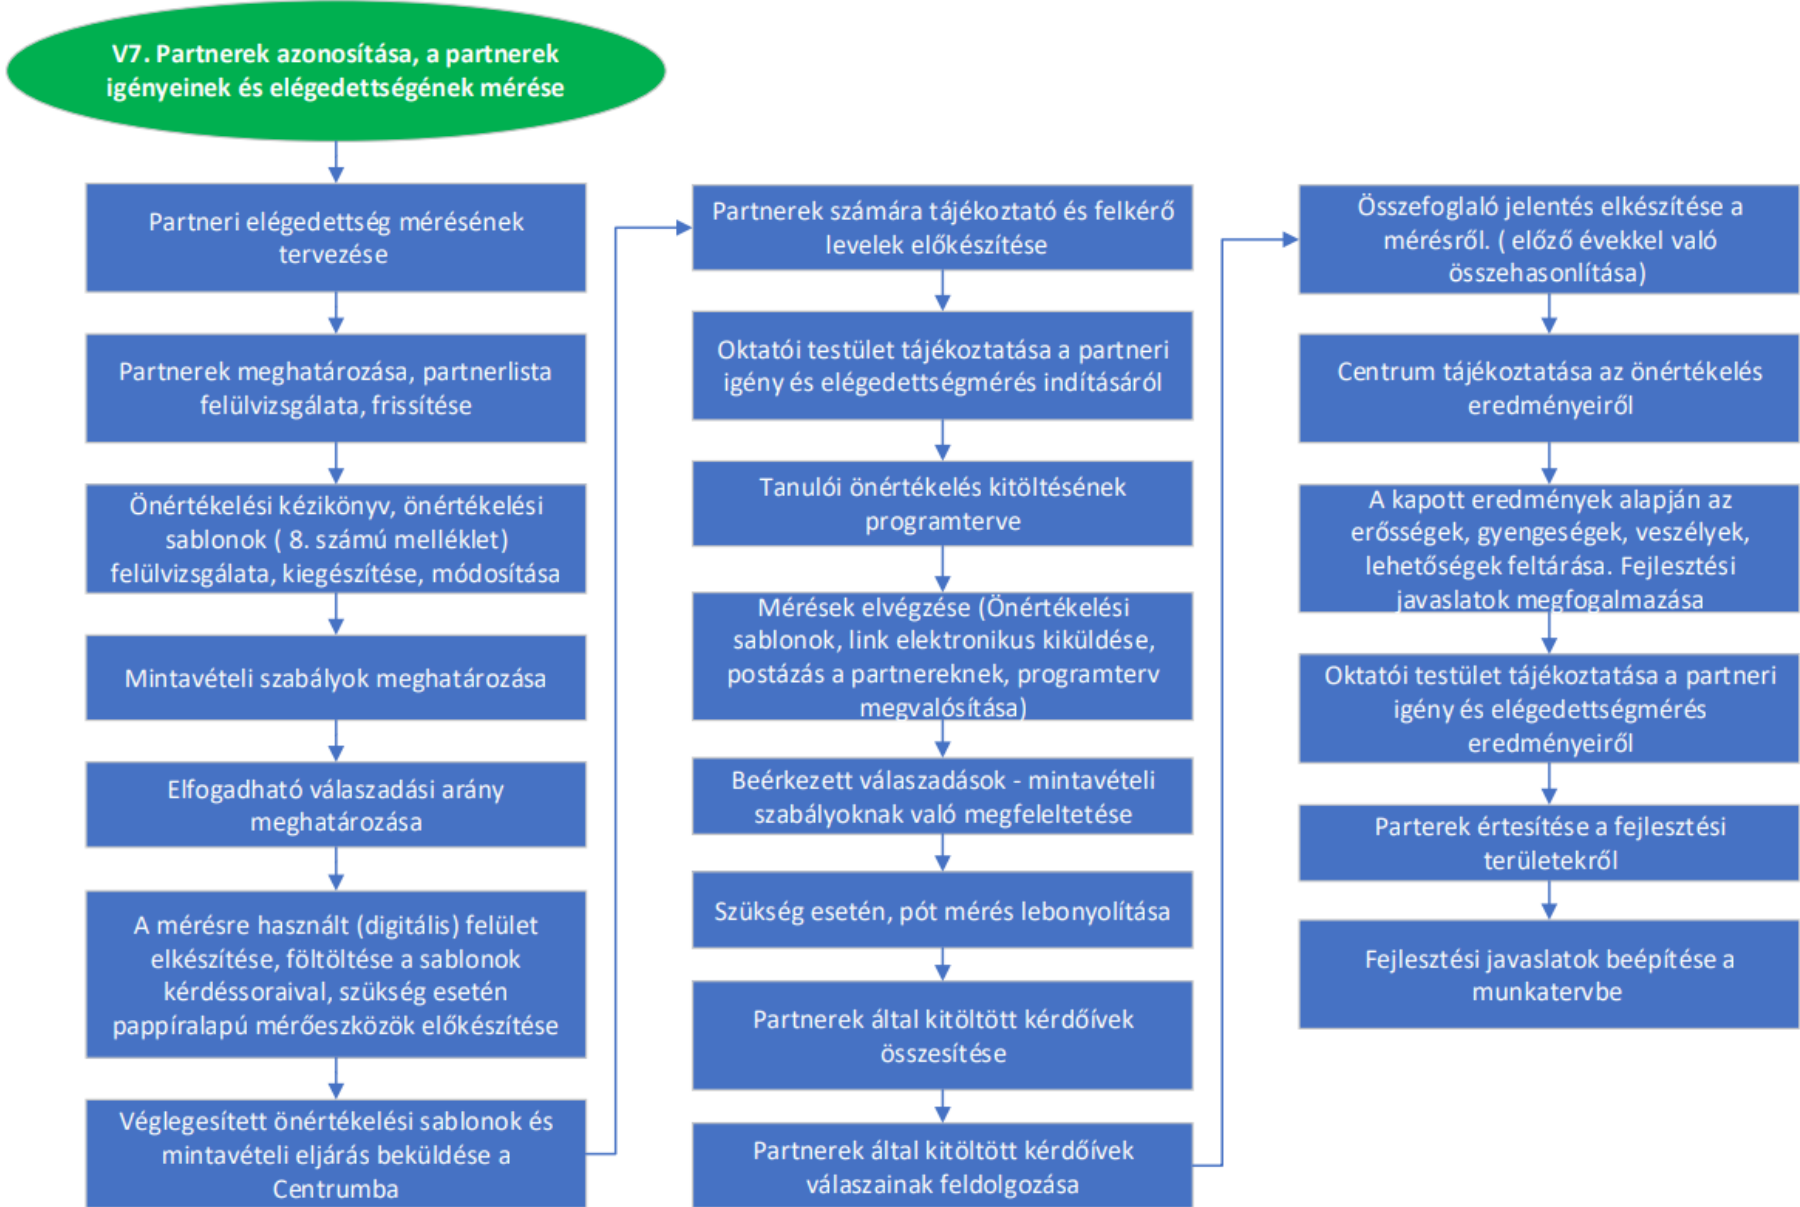 V7. Partnerek azonosítása, a partnerek
igényeinek és elégedettségének mérése
Partneri elégedettség mérésének
tervezése
Partnerek meghatározása, partnerlista
felülvizsgálata, frissítése
Önértékelési kézikönyv, önértékelési
sablonok ( 8. számú melléklet)
felülvizsgálata, kiegészítése, módosítása
Mintavételi szabályok meghatározása
Elfogadható válaszadási arány
meghatározása
A mérésre használt (digitális) felület
elkészítése, föltöltése a sablonok
kérdéssoraival, szükség esetén
pappíralapú mérőeszközök előkészítése
Véglegesített önértékelési sablonok és
mintavételi eljárás beküldése a
Centrumba
Partnerek számára tájékoztató és felkérő
levelek előkészítése
Oktatói testület tájékoztatása a partneri
igény és elégedettségmérés indításáról
Tanulói önértékelés kitöltésének
programterve
Mérések elvégzése (Önértékelési
sablonok, link elektronikus kiküldése,
postázás a partnereknek, programterv
megvalósítása)
Beérkezett válaszadások - mintavételi
szabályoknak való megfeleltetése
Szükség esetén, pót mérés lebonyolítása
Partnerek által kitöltött kérdőívek
összesítése
Partnerek által kitöltött kérdőívek
válaszainak feldolgozása
Összefoglaló jelentés elkészítése a
mérésről. ( előző évekkel való
összehasonlítása)
Centrum tájékoztatása az önértékelés
eredményeiről
A kapott eredmények alapján az
erősségek, gyengeségek, veszélyek,
lehetőségek feltárása. Fejlesztési
javaslatok megfogalmazása
Oktatói testület tájékoztatása a partneri
igény és elégedettségmérés
eredményeiről
Parterek értesítése a fejlesztési
területekről
Fejlesztési javaslatok beépítése a
munkatervbe